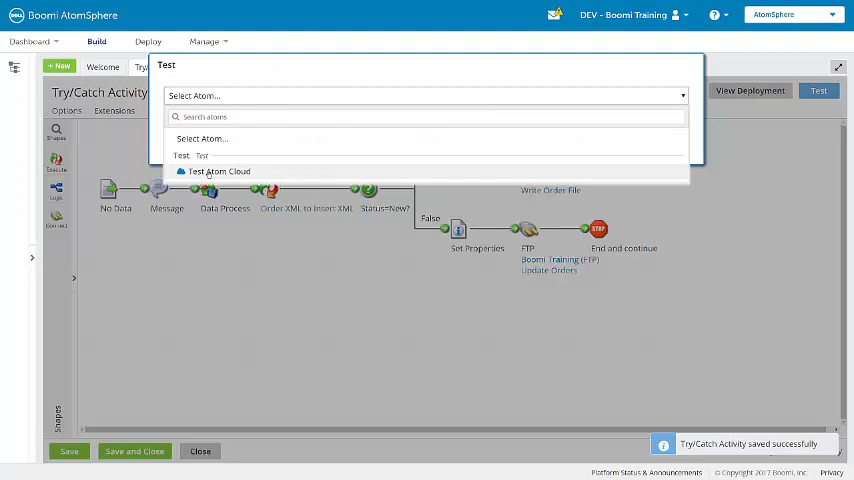 DELL Boomi AtomSphere
DEV - Boomi Training
AtomSphere
Dashboard
Build
Deploy
Manage
+ New
Welcome
Try/
Test
Try/Catch Activity
Select Atom...
View Deployment
Test
Options
Extensions
Search atoms
Shapes
Select Atom...
Test Test
Execute
Test Atom Cloud
Logic
Write Order File
No Data
Message
Data Process
Order XML to Insert XML
Status=New?
False
Connect
Set Properties
FTP
End and continue
Boomi Training (FTP)
Update Orders
Shapes
Save
Save and Close
Close
Try/Catch Activity saved successfully
Platform Status & Announcements
© Copyright 2017 Boomi, Inc.
Privacy